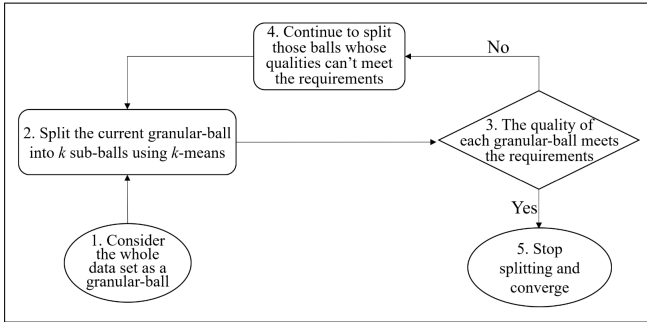 4. Continue to split
those balls whose
qualities can't meet
the requirements
No
2. Split the current granular-ball
into k sub-balls using k-means
3. The quality of
each granular-ball meets
the requirements
Yes
1. Consider
the whole
data set as a
granular-ball
5. Stop
splitting and
converge